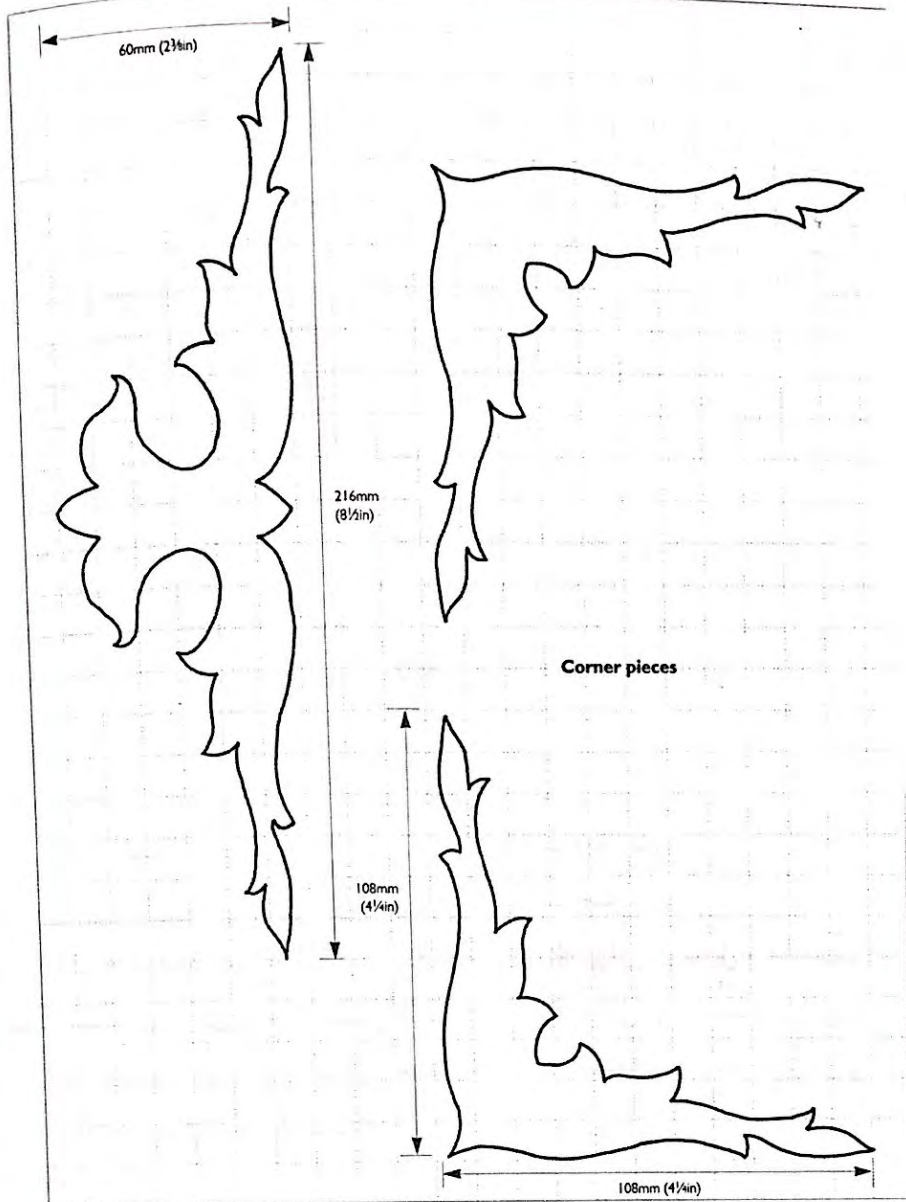 60mm (2⅜in)
216mm
(8½in)
Corner pieces
108mm
(4¼in)
108mm (4¼in)